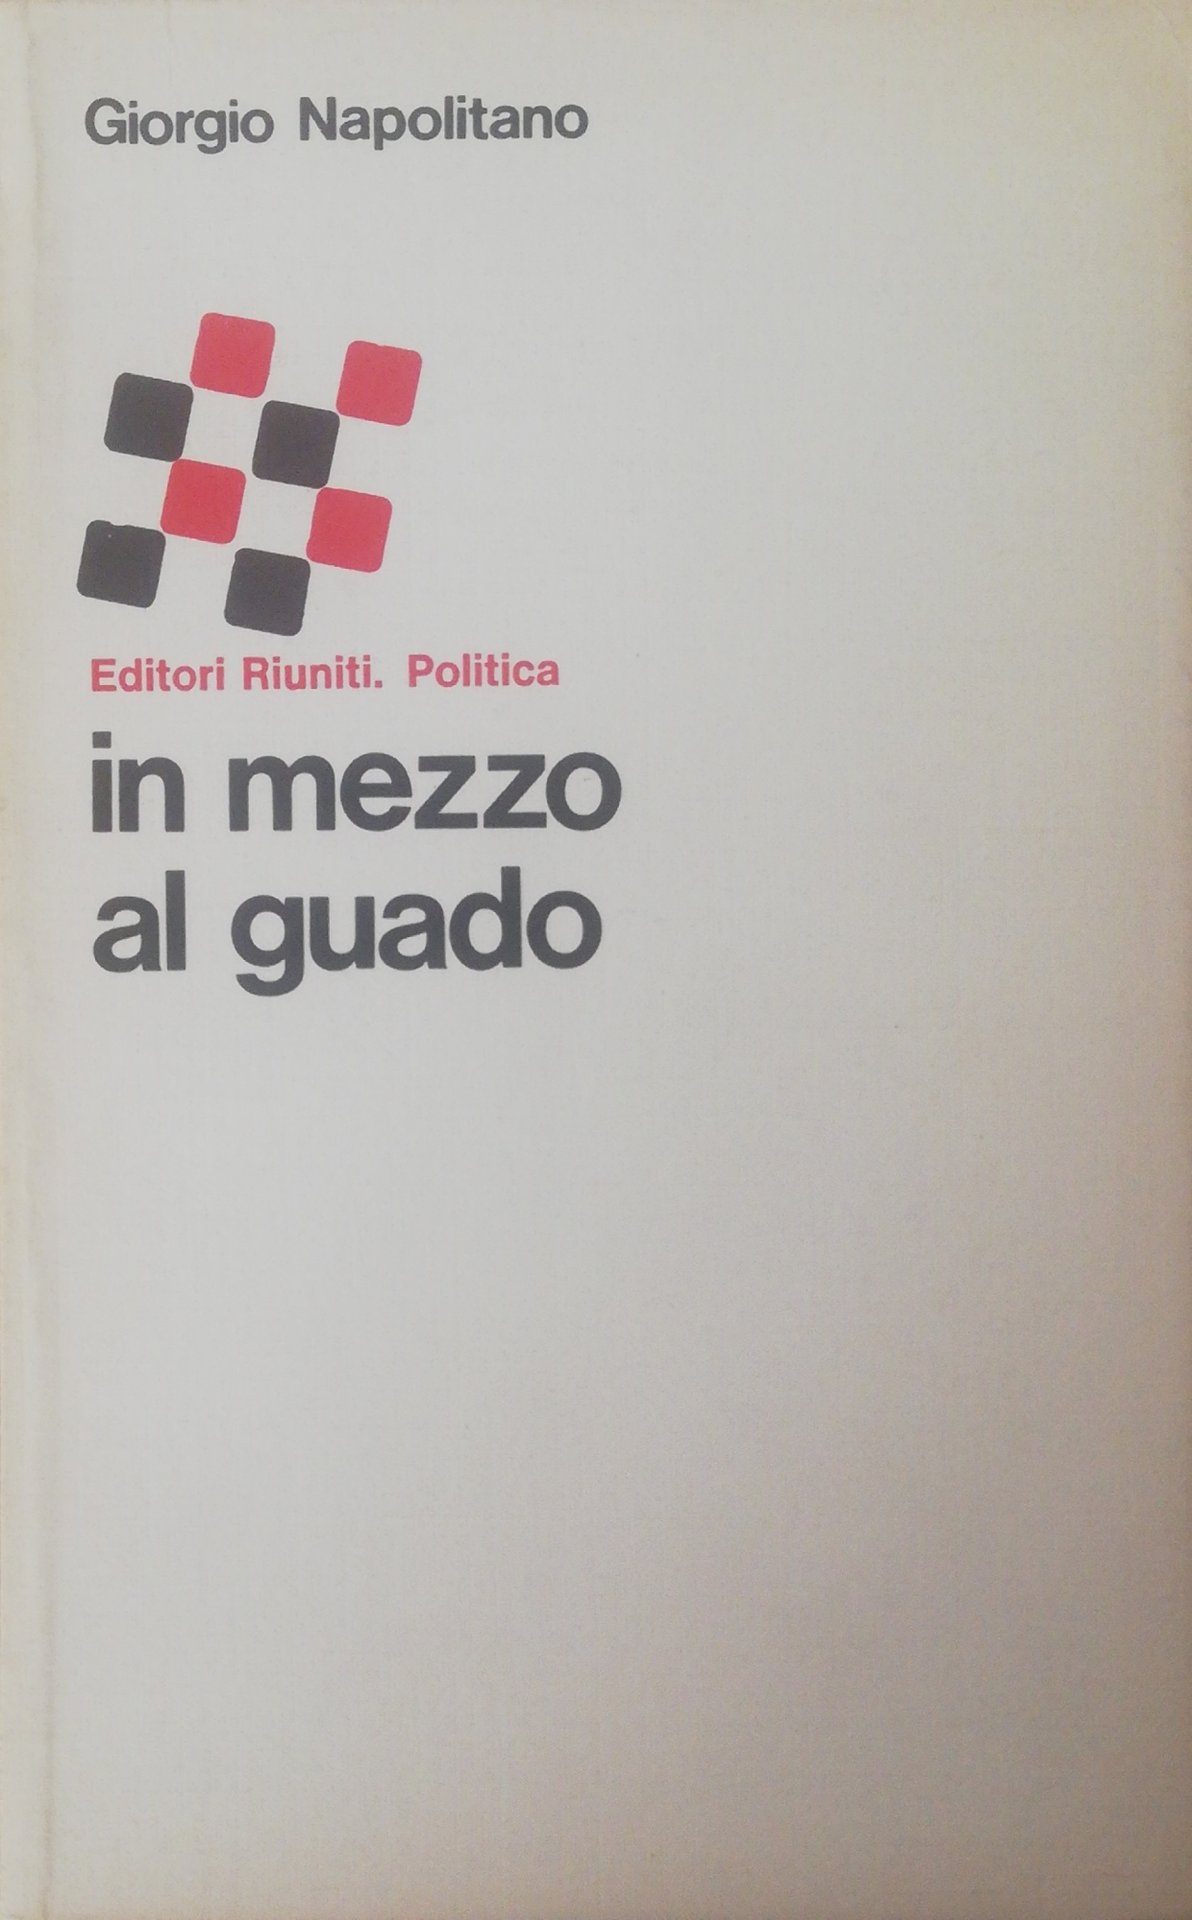 Giorgio Napolitano
Editori Riuniti. Politica
in mezzo
al guado